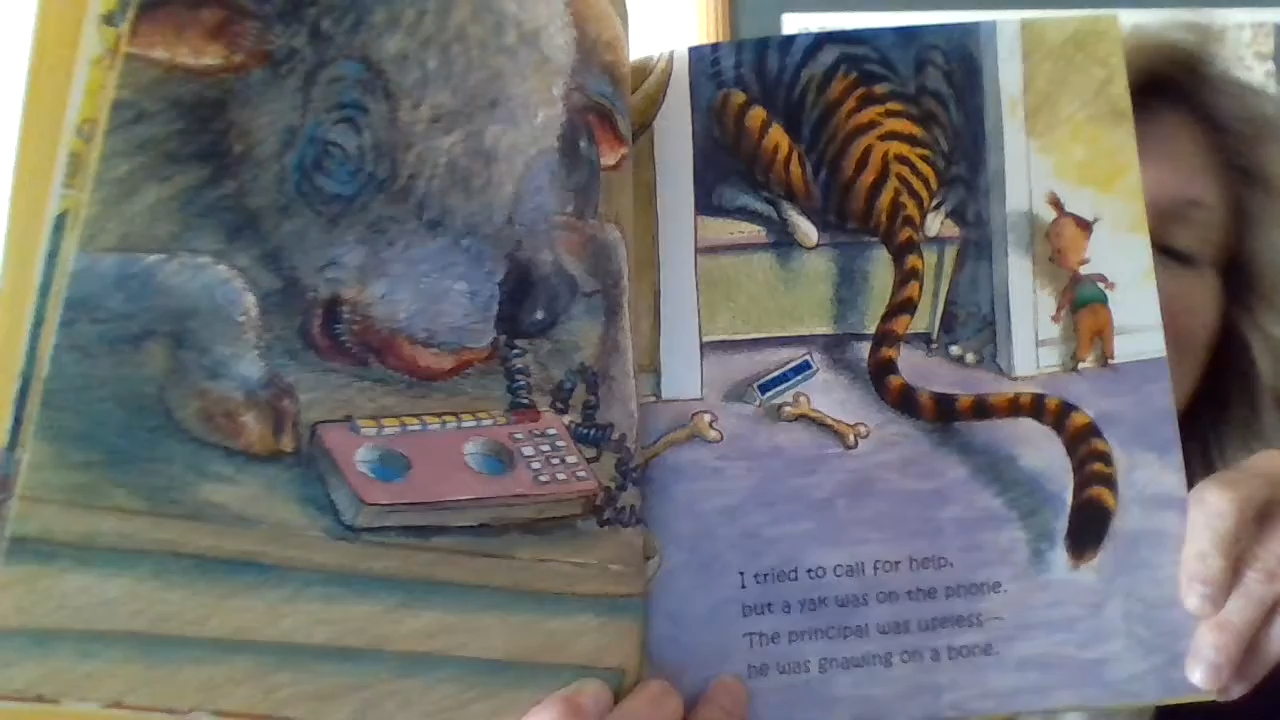 I tried to call for help,
but a yak was on the phone.
The principal was useless—
he was gnawing on a bone.